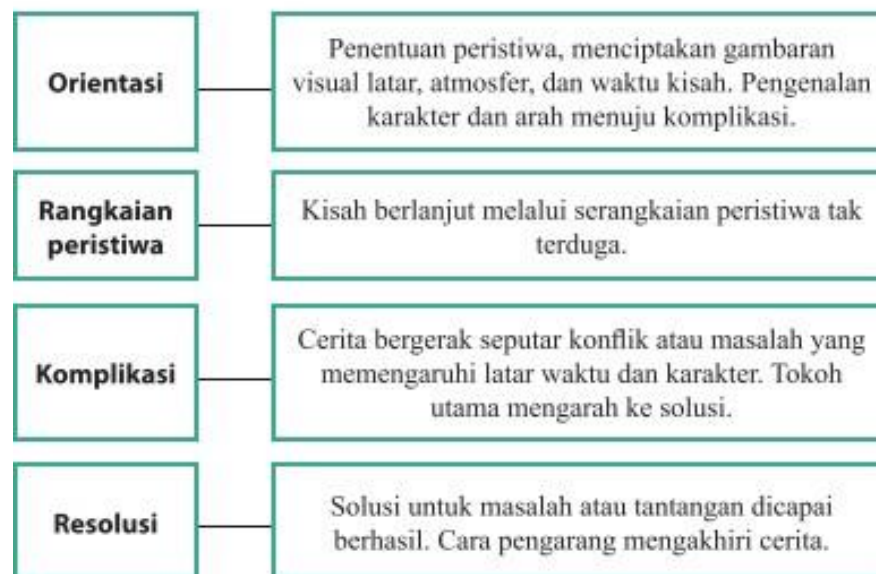 Orientasi
Penentuan peristiwa, menciptakan gambaran
visual latar, atmosfer, dan waktu kisah. Pengenalan
karakter dan arah menuju komplikasi.
Rangkaian
peristiwa
Kisah berlanjut melalui serangkaian peristiwa tak
terduga.
Komplikasi
Cerita bergerak seputar konflik atau masalah yang
memengaruhi latar waktu dan karakter. Tokoh
utama mengarah ke solusi.
Resolusi
Solusi untuk masalah atau tantangan dicapai
berhasil. Cara pengarang mengakhiri cerita.